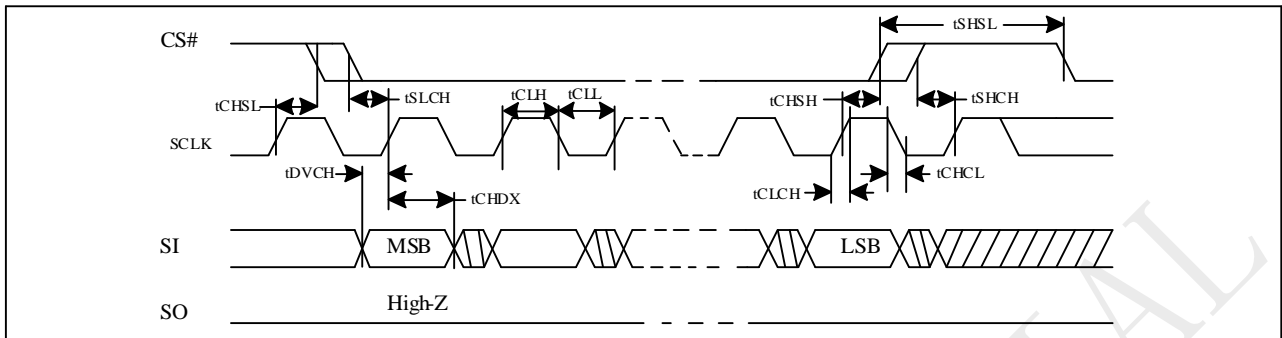 tSHSL
CS#
tCHSL
tSLCH
tCLH
tCLL
tCHSH
tSHCH
SCLK
tDVCH
tCHDX
tCLCH
tCHCL
SI
MSB
LSB
SO
High-Z